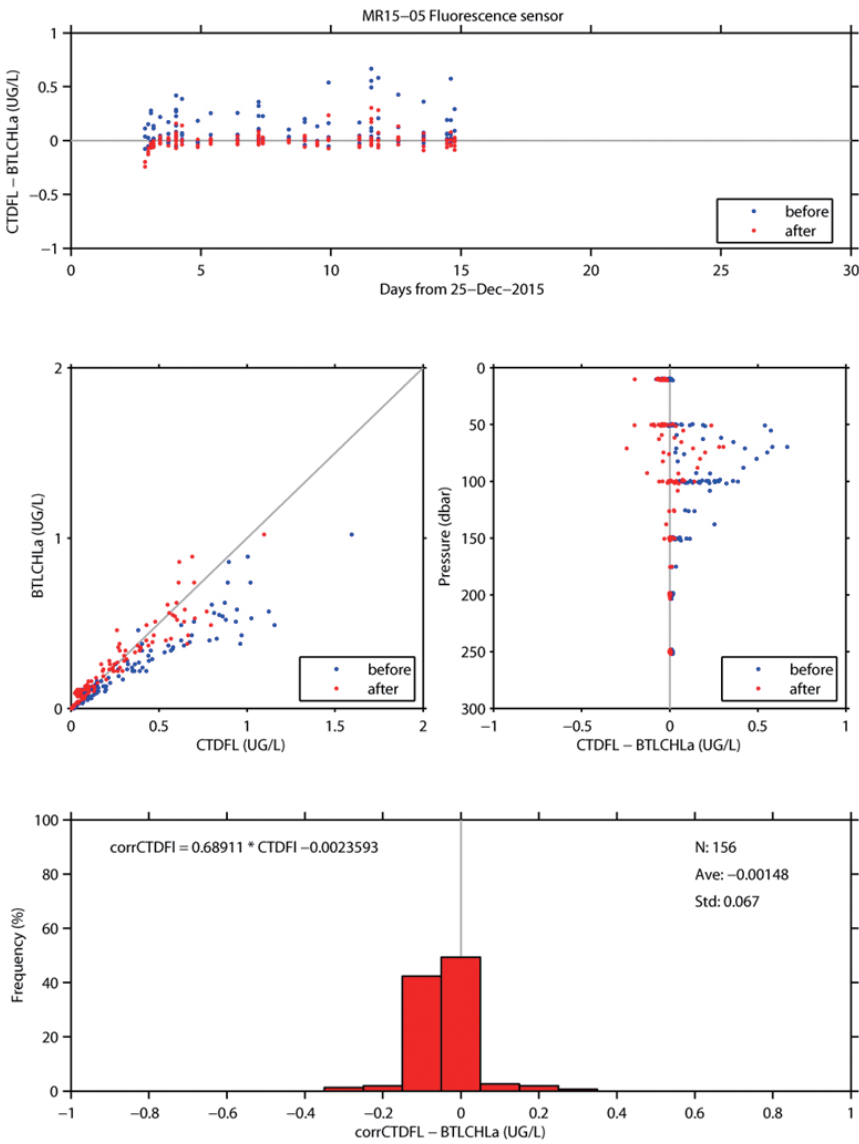 MR15−05 Fluorescence sensor
1
0.5
0
−0.5
−1
CTDFL − BTLCHLa (UG/L)
before
after
0 5 10 15 20 25 30
Days from 25−Dec−2015
2
1
0
BTLCHLa (UG/L)
before
after
0 0.5 1 1.5 2
CTDFL (UG/L)
0
50
100
150
200
250
300
Pressure (dbar)
before
after
−1 −0.5 0 0.5 1
CTDFL − BTLCHLa (UG/L)
100
80
60
40
20
0
Frequency (%)
corrCTDFl = 0.68911 * CTDFl −0.0023593
N: 156
Ave: −0.00148
Std: 0.067
−1 −0.8 −0.6 −0.4 −0.2 0 0.2 0.4 0.6 0.8 1
corrCTDFL − BTLCHLa (UG/L)